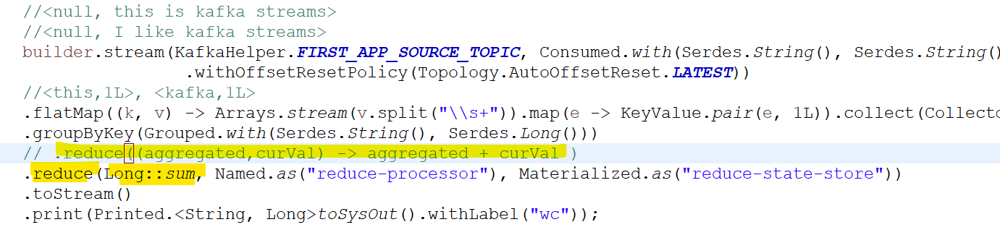 //<null, this is kafka streams>
//<null, I like kafka streams>
builder.stream(KafkaHelper.FIRST_APP_SOURCE_TOPIC, Consumed.with(Serdes.String(), Serdes.String()
.withOffsetResetPolicy(Topology.AutoOffsetReset.LATEST))
//<this,1L>, <kafka,1L>
.flatMap((k, v) -> Arrays.stream(v.split("\\s+")).map(e -> KeyValue.pair(e, 1L)).collect(Collecto
.groupByKey(Grouped.with(Serdes.String(), Serdes.Long()))
// .reduce((aggregated,curVal) -> aggregated + curVal )
.reduce(Long::sum, Named.as("reduce-processor"), Materialized.as("reduce-state-store"))
.toStream()
.print(Printed.<String, Long>toSysOut().withLabel("wc"));